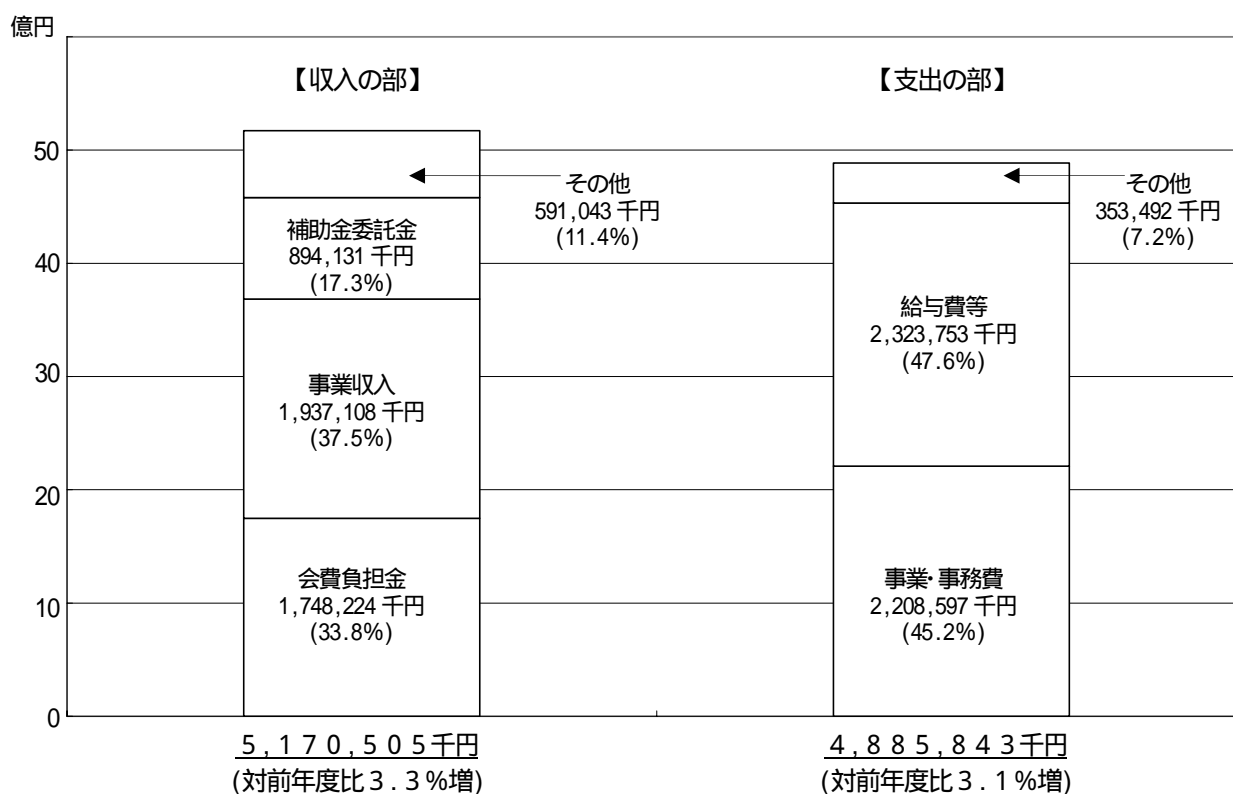 億円
【収入の部】
【支出の部】
50
40
30
20
10
0
その他
591,043 千円
(11.4%)
補助金委託金
894,131 千円
(17.3%)
事業収入
1,937,108 千円
(37.5%)
会費負担金
1,748,224 千円
(33.8%)
その他
353,492 千円
(7.2%)
給与費等
2,323,753 千円
(47.6%)
事業・事務費
2,208,597 千円
(45.2%)
5,170,505千円
(対前年度比3.3%増)
4,885,843千円
(対前年度比3.1%増)